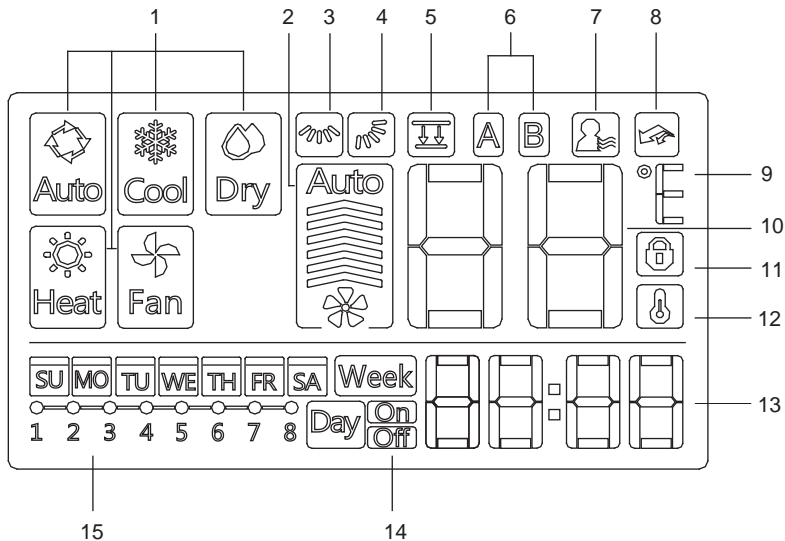 1 2 3 4 5 6 7 8
A B
Auto Cool Dry Auto
9
10
Heat Fan
11
12
SU MO TU WE TH FR SA Week 88:88
13
1 2 3 4 5 6 7 8 Day On
Off
15 14